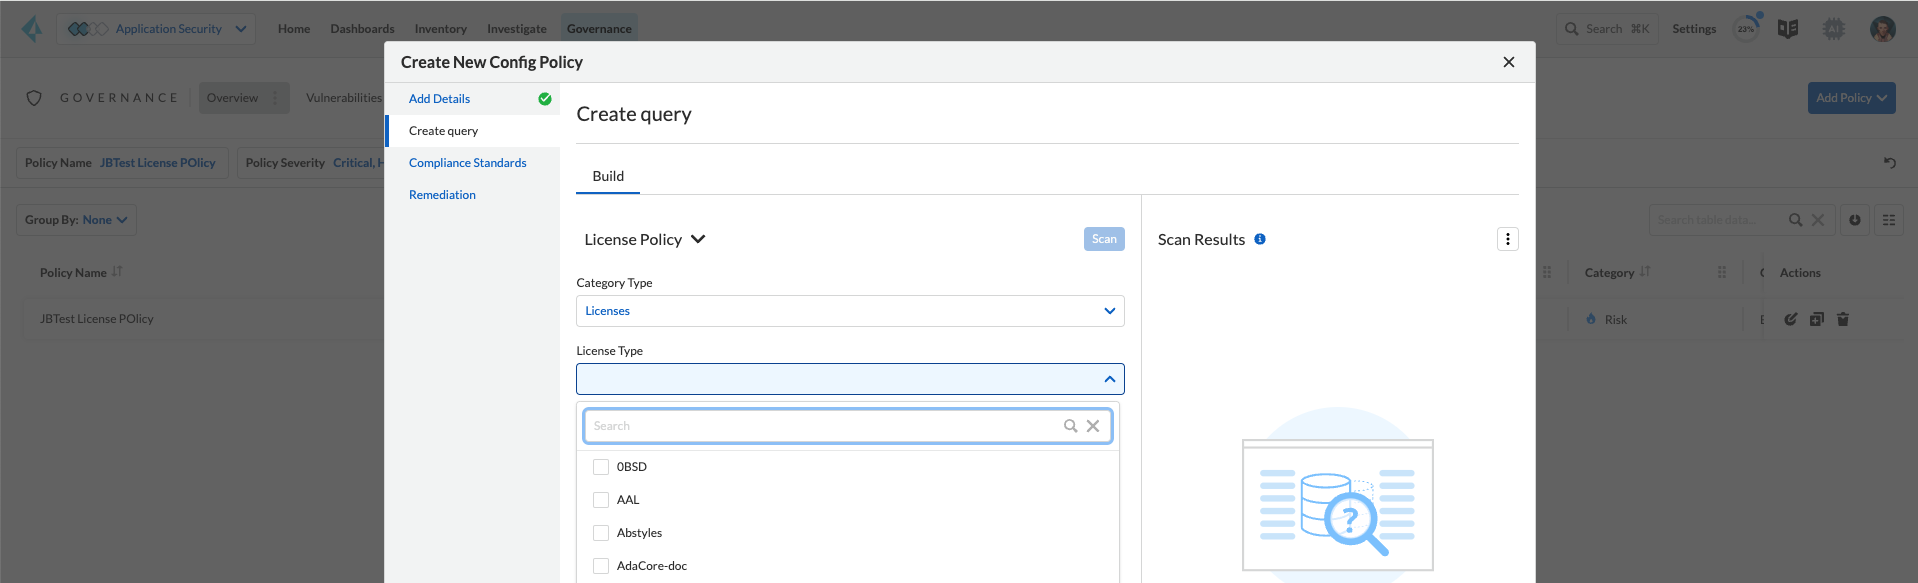 Application Security
Home
Dashboards
Inventory
Investigate
Governance
Search ⌘K
Settings
23%
AI
Create New Config Policy
GOVERNANCE
Overview
Vulnerabilities
Add Policy
Add Details
Create query
Compliance Standards
Remediation
Create query
Policy Name JBTest License POlicy
Policy Severity Critical, H
Build
Group By: None
Search table data...
License Policy
Scan
Scan Results
Policy Name
Category
Actions
Category Type
Licenses
JBTest License POlicy
Risk
License Type
Search
0BSD
AAL
Abstyles
AdaCore-doc
?